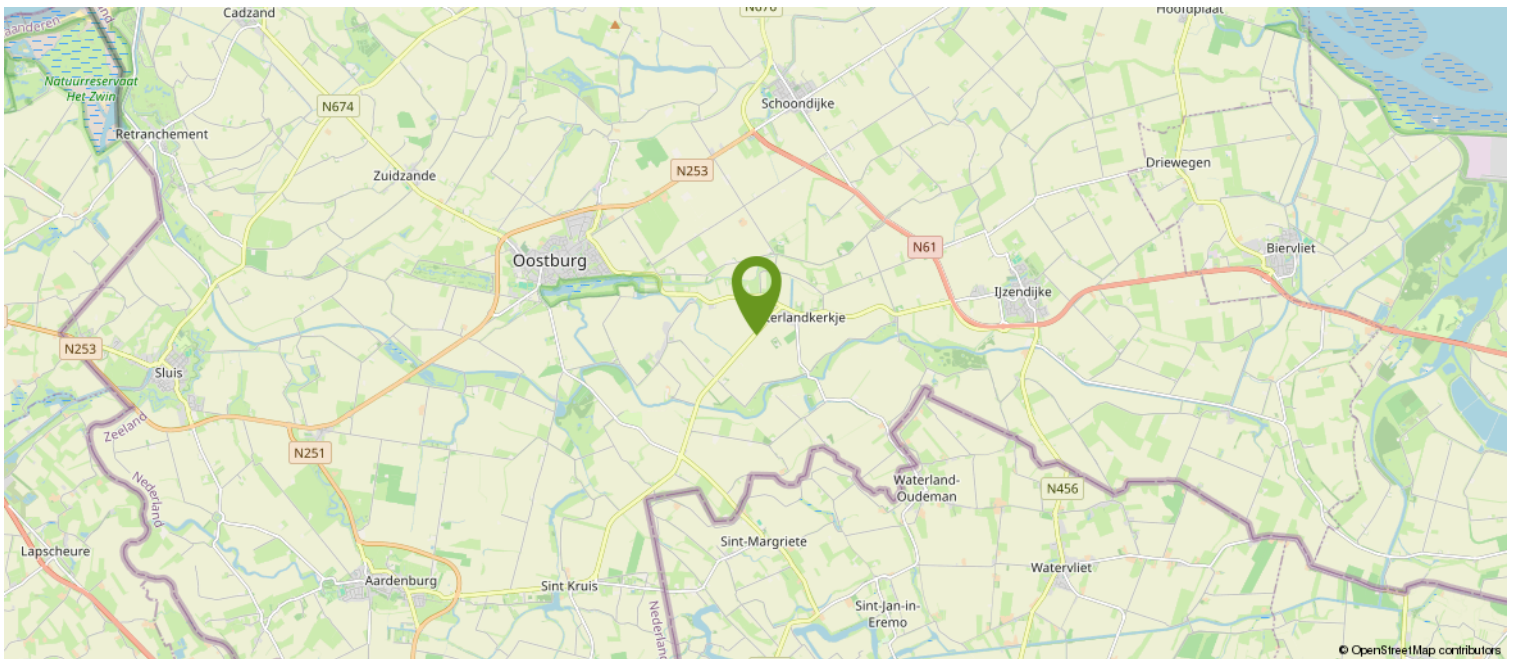 Cadzand
N676
Hoofdplaat
aanderen
Natuurreservaat
Het Zwin
N674
Schoondijke
Retranchement
Zuidzande
N253
Driewegen
Oostburg
N61
Biervliet
IJzendijke
erlandkerkje
N253
Sluis
Zeeland
N251
Nederland
Waterland-
Oudeman
N456
Lapscheure
Sint-Margriete
Watervliet
Aardenburg
Sint Kruis
Sint-Jan-in-
Eremo
Nederland
© OpenStreetMap contributors